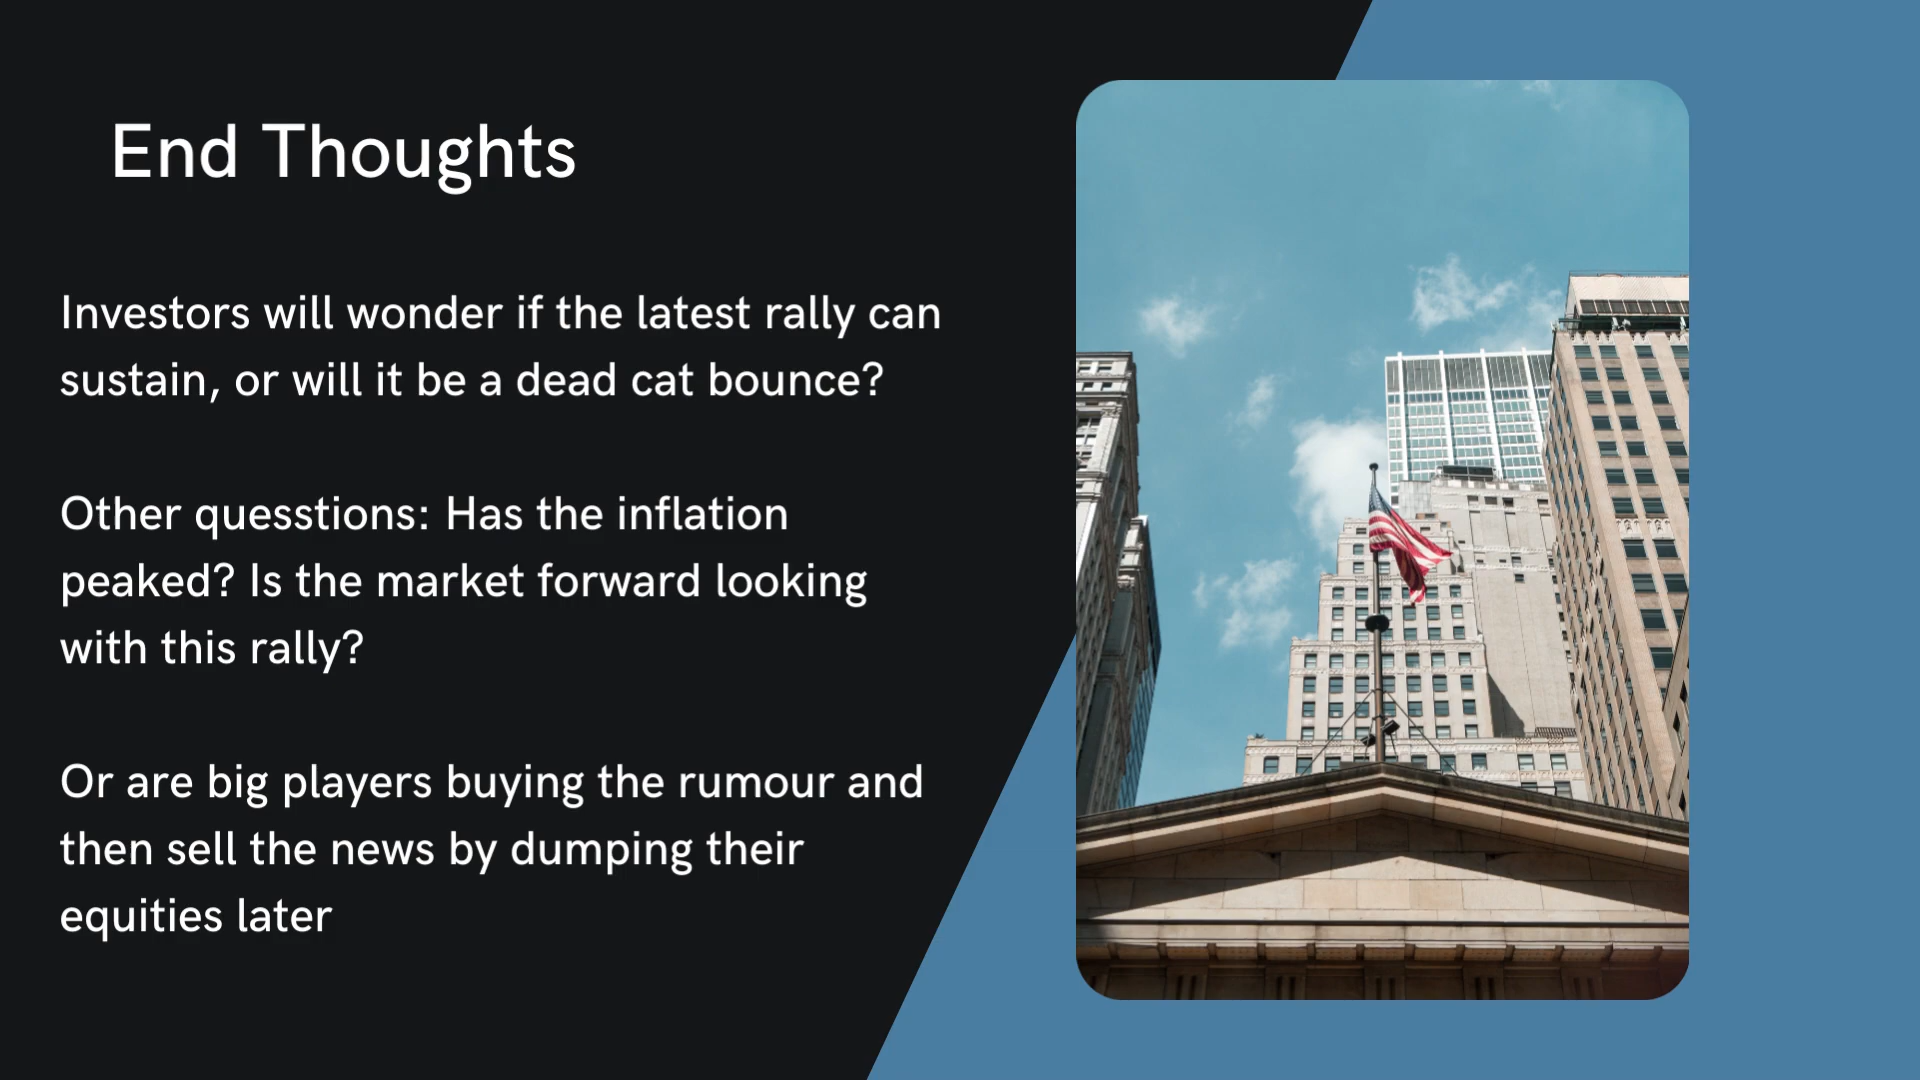 End Thoughts
Investors will wonder if the latest rally can
sustain, or will it be a dead cat bounce?
Other quesstions: Has the inflation
peaked? Is the market forward looking
with this rally?
Or are big players buying the rumour and
then sell the news by dumping their
equities later